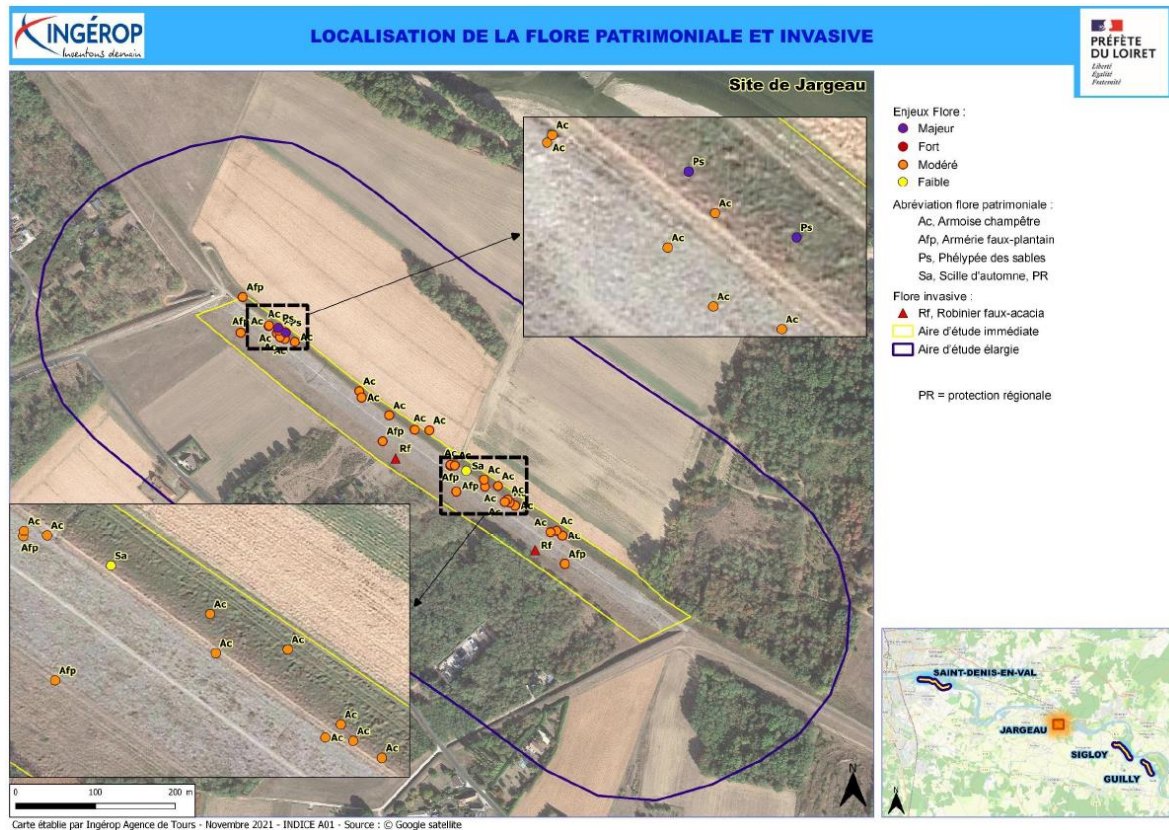 INGÉROP
Inventons demain
LOCALISATION DE LA FLORE PATRIMONIALE ET INVASIVE
PRÉFÈTE
DU LOIRET
Liberté
Égalité
Fraternité
Site de Jargeau
Ac
Ac
Ps
Ac
Ps
Ac
Ac
Ac
Enjeux Flore :
Majeur
Fort
Modéré
Faible
Abréviation flore patrimoniale :
Ac, Armoise champêtre
Afp, Armérie faux-plantain
Ps, Phélypée des sables
Sa, Scille d'automne, PR
Flore invasive :
Rf, Robinier faux-acacia
Aire d'étude immédiate
Aire d'étude élargie
PR = protection régionale
Afp
Ac Ps
Afp Ac Ps
Ac Ac
Ac
Ac
Ac
Ac
Ac Ac
Afp
Rf
Ac
Sa
Ac
Afp Afp Ac
Ac
Ac Ac
Ac Ac
Ac
Rf
Afp
Ac Ac
Afp
Sa
Ac
Ac Ac
Afp
Ac
Ac Ac
Ac
SAINT-DENIS-EN-VAL
JARGEAU
SIGLOY
GUILLY
N
N
0 100 200 m
Carte établie par Ingérop Agence de Tours - Novembre 2021 - INDICE A01 - Source : © Google satellite